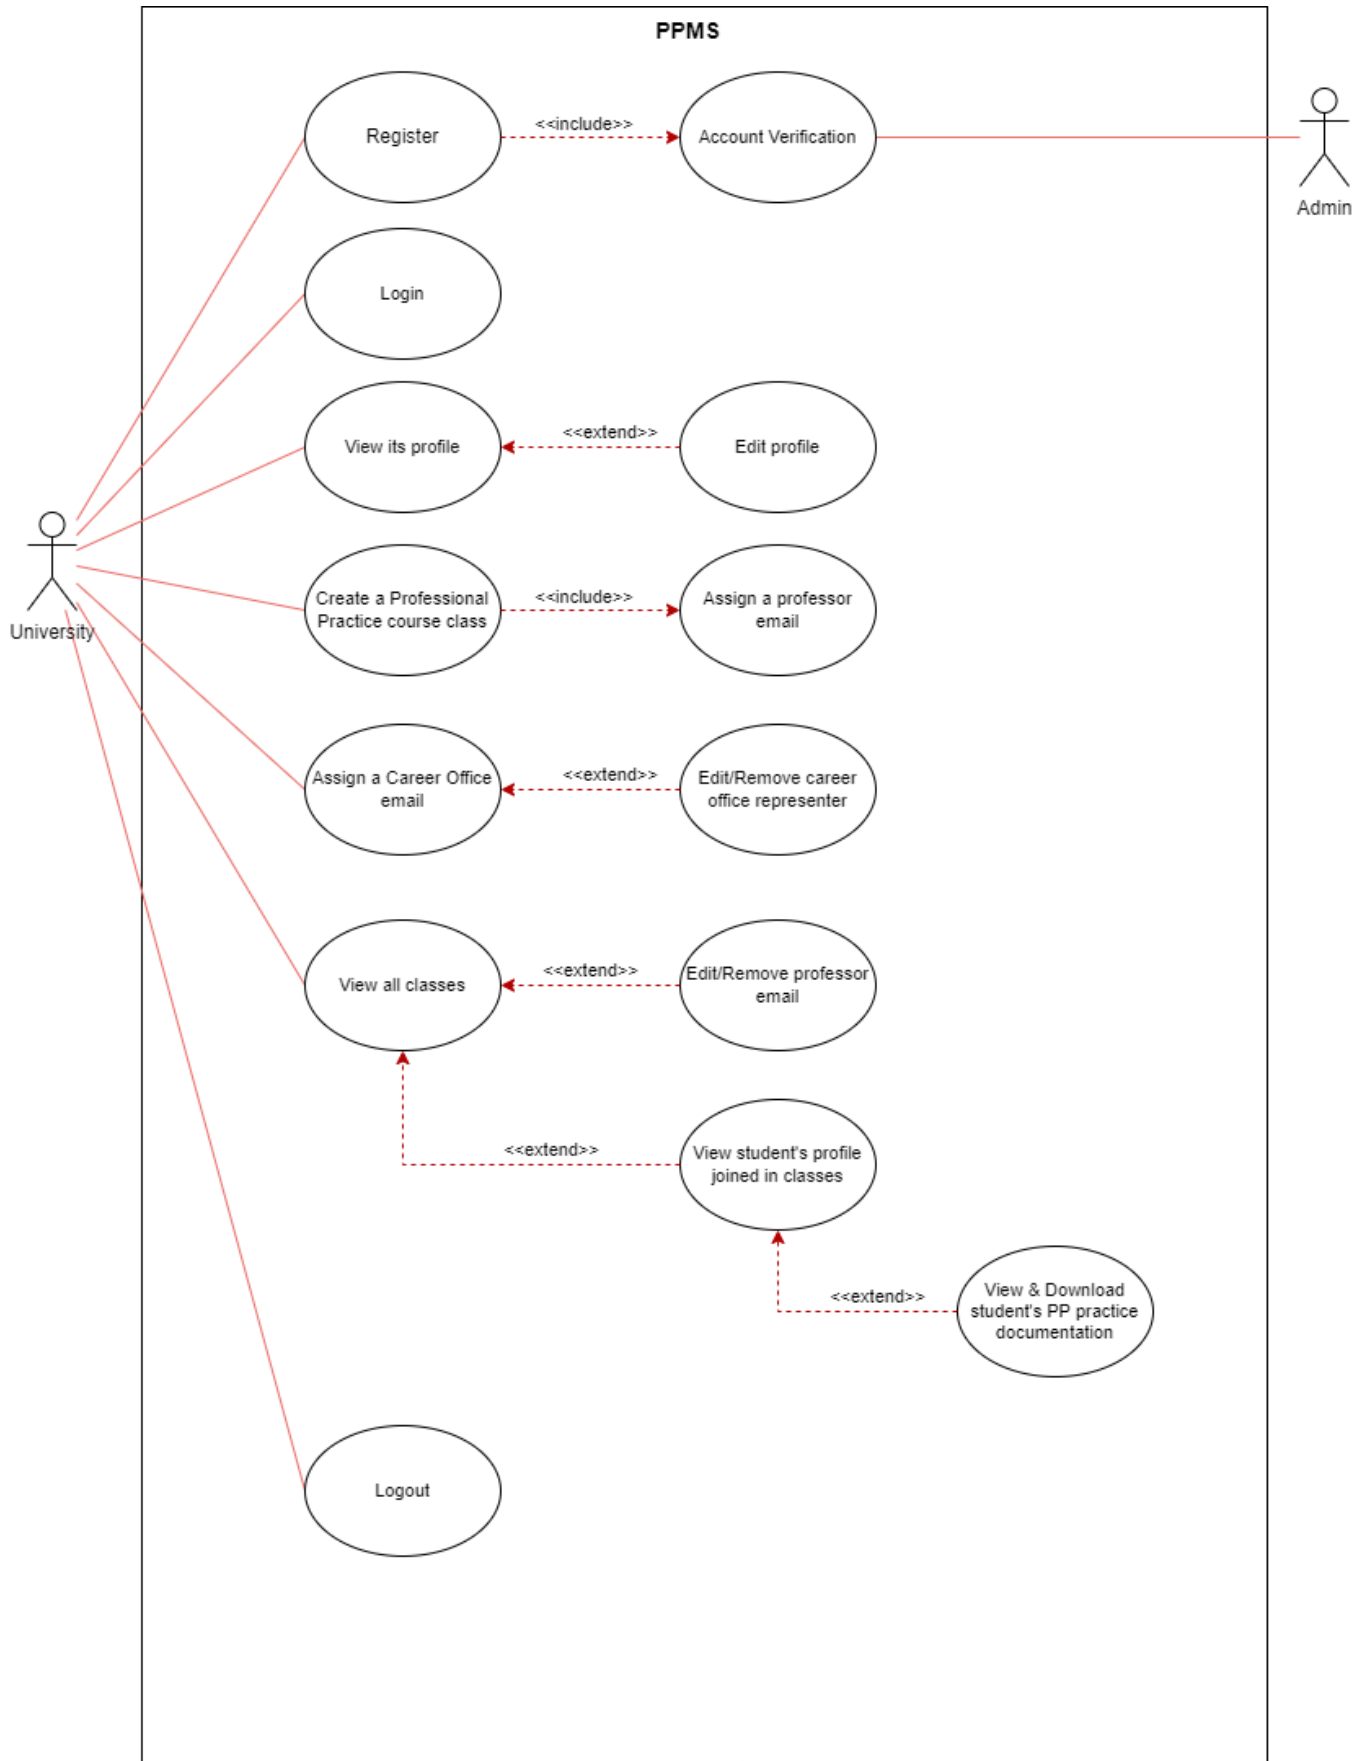 PPMS
Register
<<include>>
Account Verification
Admin
Login
View its profile
<<extend>>
Edit profile
University
Create a Professional
Practice course class
<<include>>
Assign a professor
email
Assign a Career Office
email
<<extend>>
Edit/Remove career
office representer
View all classes
<<extend>>
Edit/Remove professor
email
<<extend>>
View student's profile
joined in classes
<<extend>>
View & Download
student's PP practice
documentation
Logout